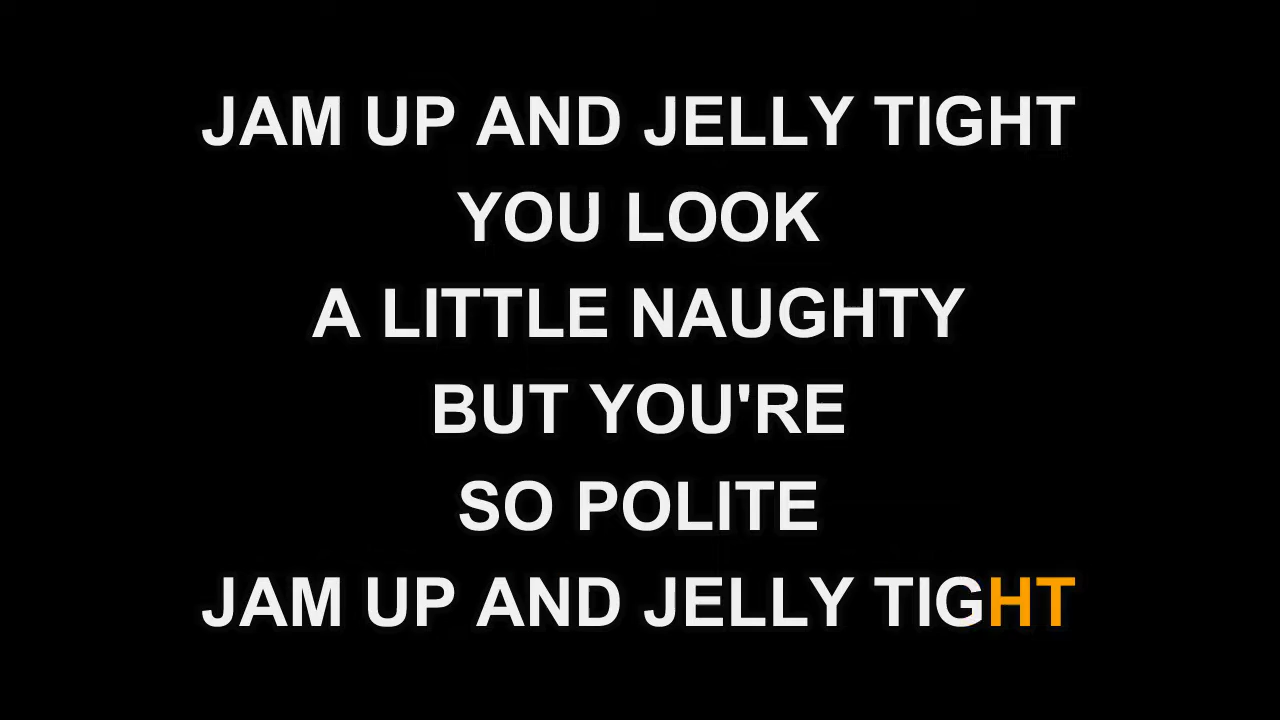 JAM UP AND JELLY TIGHT
YOU LOOK
A LITTLE NAUGHTY
BUT YOU'RE
SO POLITE
JAM UP AND JELLY TIGHT